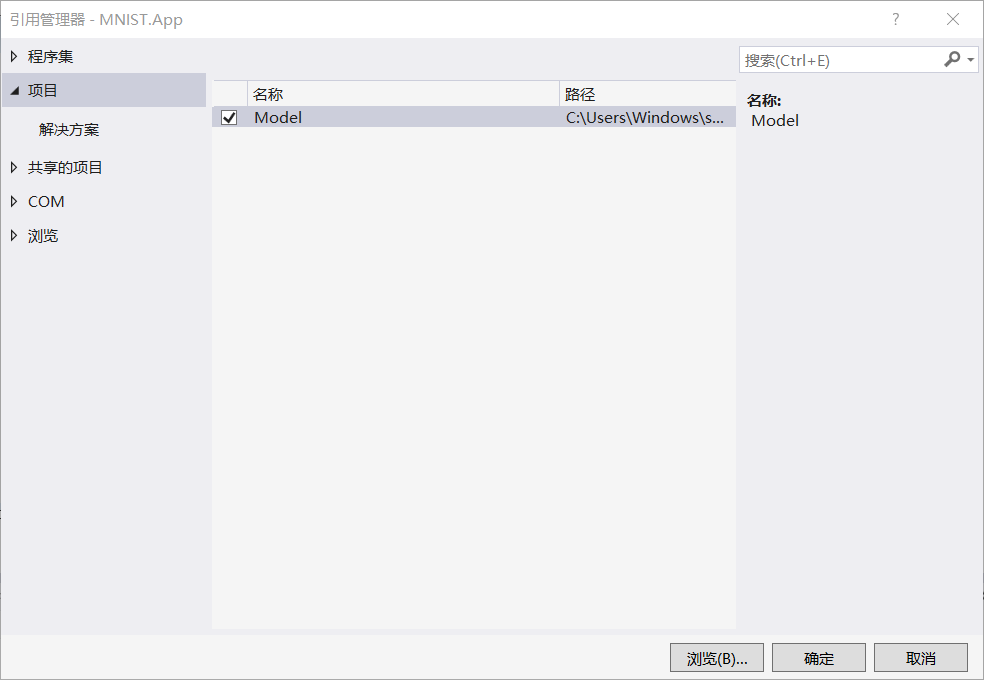 引用管理器 - MNIST.App
?
程序集
项目
解决方案
共享的项目
COM
浏览
名称 路径
Model C:\Users\Windows\s...
搜索(Ctrl+E)
名称:
Model
浏览(B)... 确定 取消